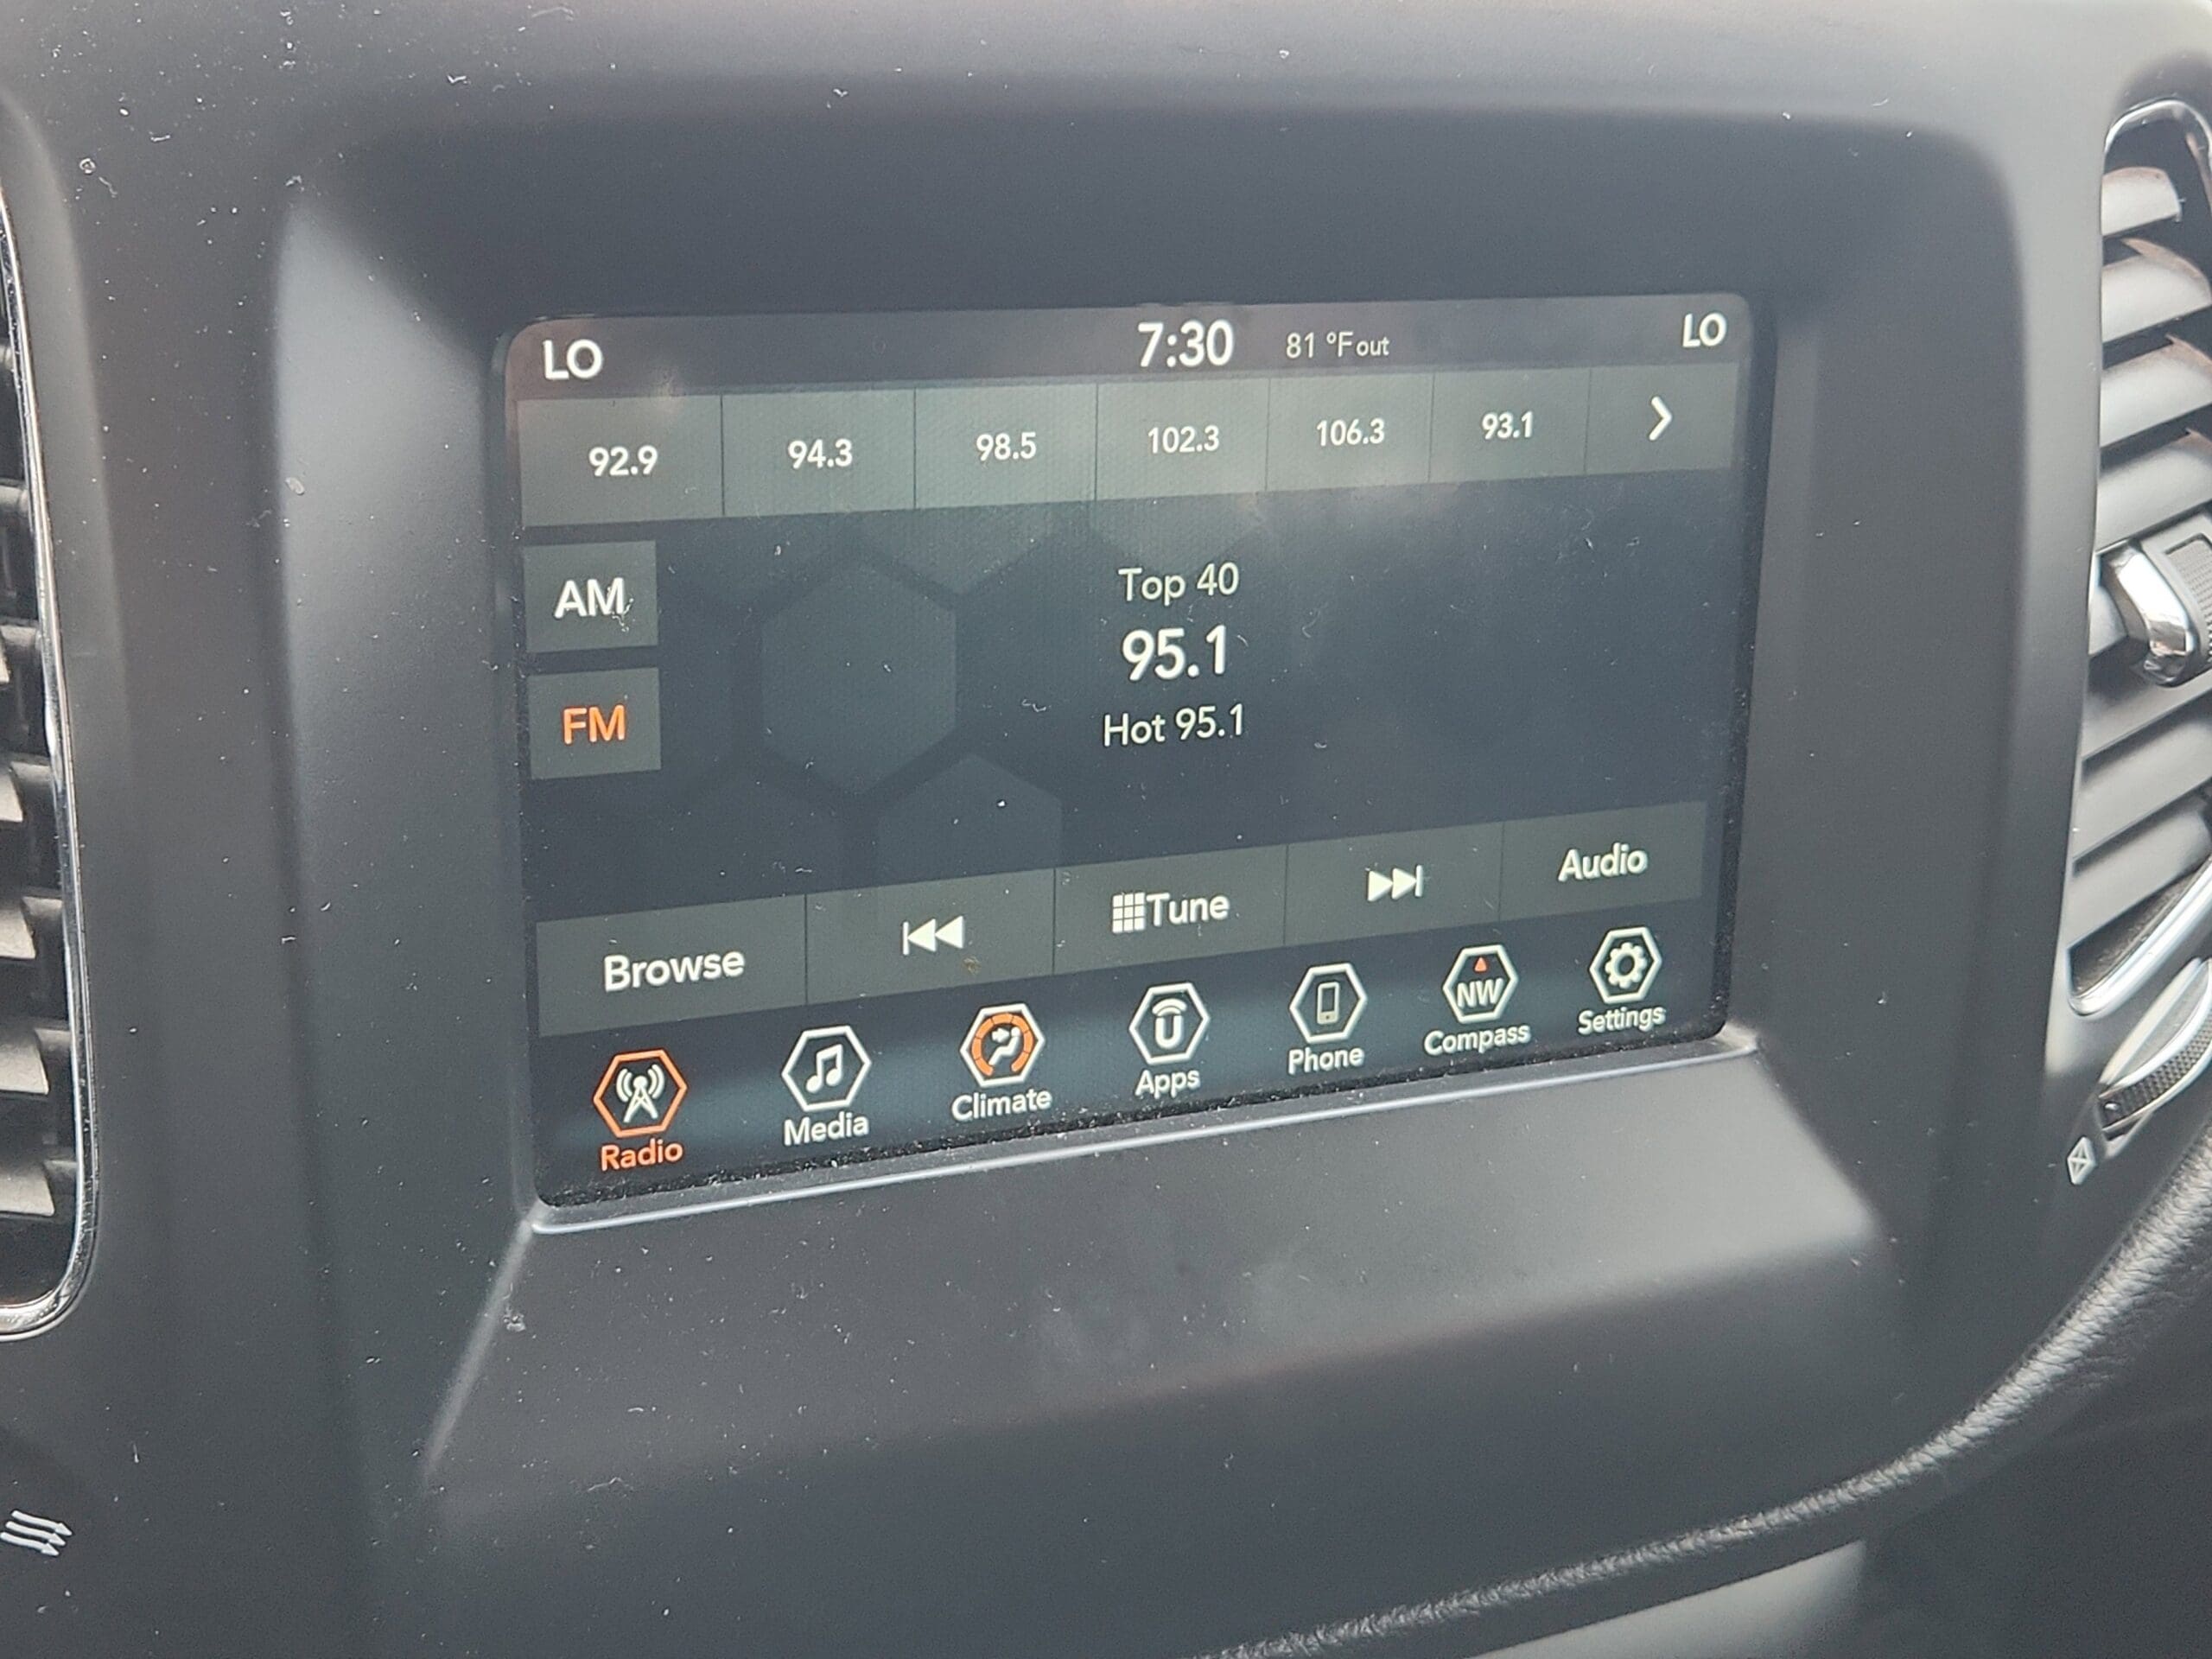 LO 7:30 81 °F out LO
92.9 94.3 98.5 102.3 106.3 93.1
AM
FM
Top 40
95.1
Hot 95.1
Browse Tune Audio
Radio Media Climate Apps Phone NW Compass Settings